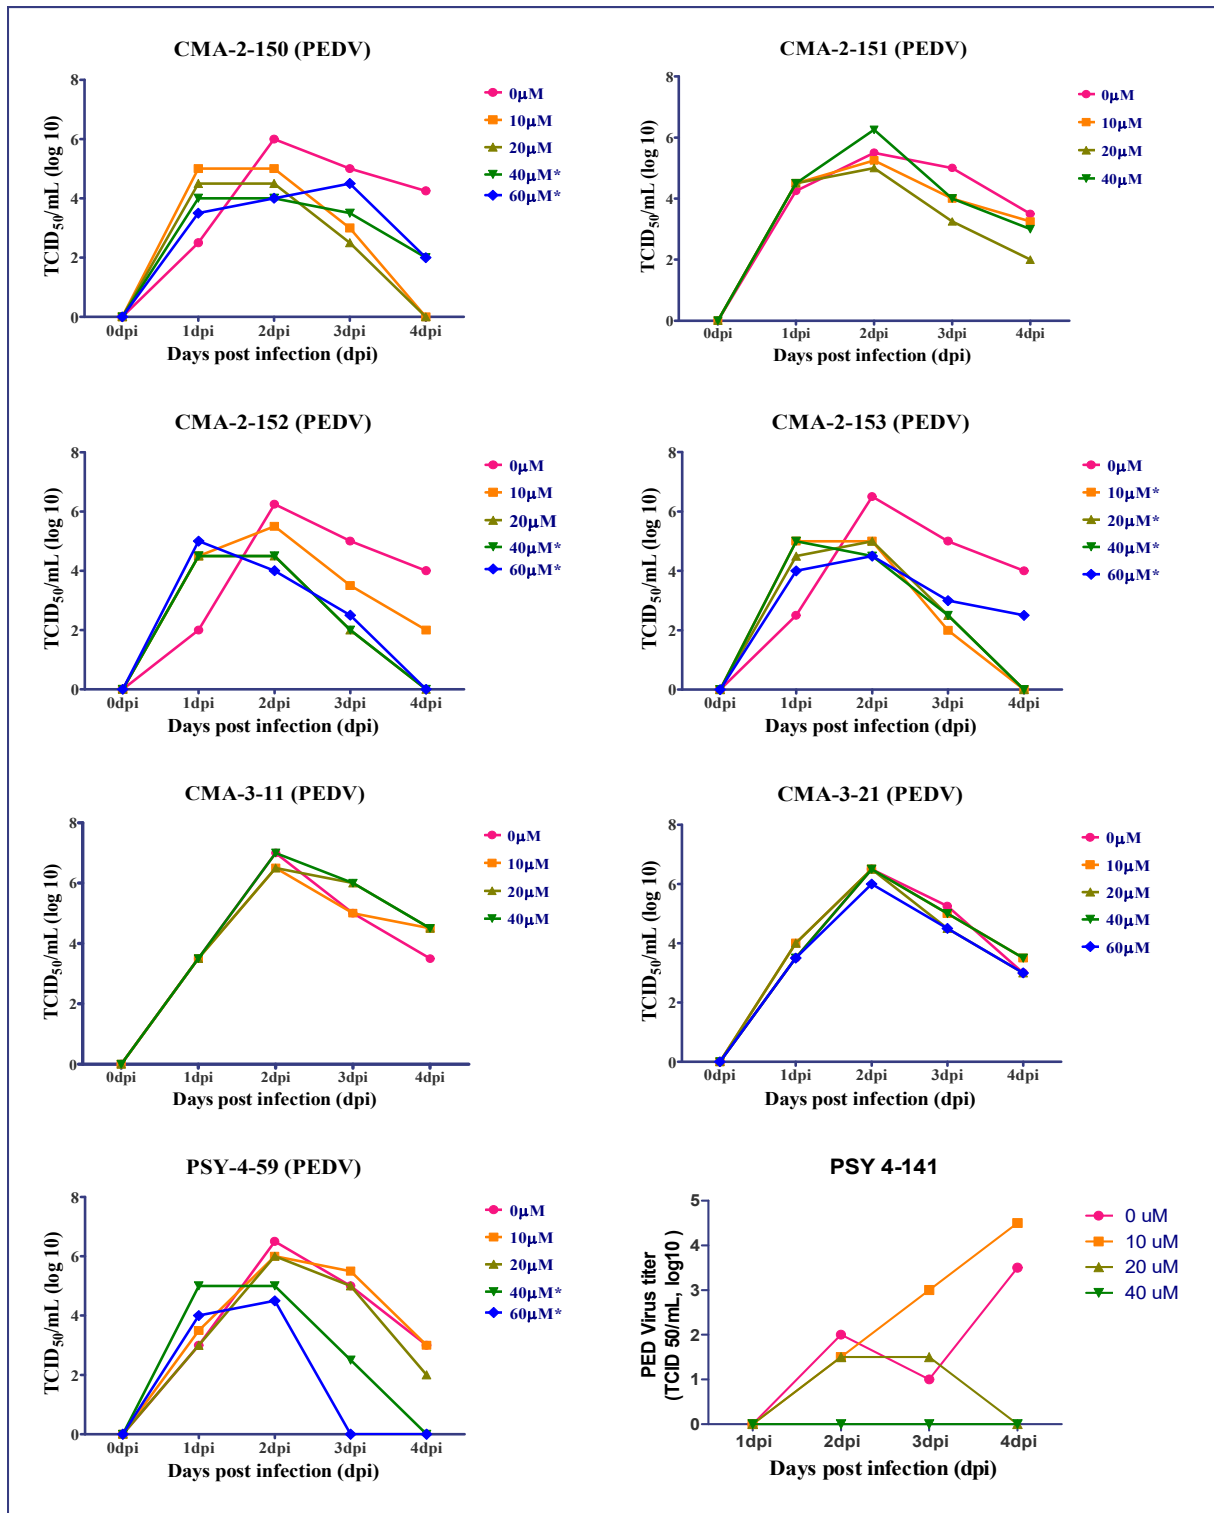 CMA-2-150 (PEDV)
TCID50/mL (log 10)
8
6
4
2
0
0dpi 1dpi 2dpi 3dpi 4dpi
Days post infection (dpi)
0μM
10μM
20μM
40μM*
60μM*
CMA-2-151 (PEDV)
TCID50/mL (log 10)
8
6
4
2
0
0dpi 1dpi 2dpi 3dpi 4dpi
Days post infection (dpi)
0μM
10μM
20μM
40μM
CMA-2-152 (PEDV)
TCID50/mL (log 10)
8
6
4
2
0
0dpi 1dpi 2dpi 3dpi 4dpi
Days post infection (dpi)
0μM
10μM
20μM
40μM*
60μM*
CMA-2-153 (PEDV)
TCID50/mL (log 10)
8
6
4
2
0
0dpi 1dpi 2dpi 3dpi 4dpi
Days post infection (dpi)
0μM
10μM*
20μM*
40μM*
60μM*
CMA-3-11 (PEDV)
TCID50/mL (log 10)
8
6
4
2
0
0dpi 1dpi 2dpi 3dpi 4dpi
Days post infection (dpi)
0μM
10μM
20μM
40μM
CMA-3-21 (PEDV)
TCID50/mL (log 10)
8
6
4
2
0
0dpi 1dpi 2dpi 3dpi 4dpi
Days post infection (dpi)
0μM
10μM
20μM
40μM
60μM
PSY-4-59 (PEDV)
TCID50/mL (log 10)
8
6
4
2
0
0dpi 1dpi 2dpi 3dpi 4dpi
Days post infection (dpi)
0μM
10μM
20μM
40μM*
60μM*
PSY 4-141
PED Virus titer
(TCID 50/mL, log10 )
5
4
3
2
1
0
1dpi 2dpi 3dpi 4dpi
Days post infection (dpi)
0 uM
10 uM
20 uM
40 uM